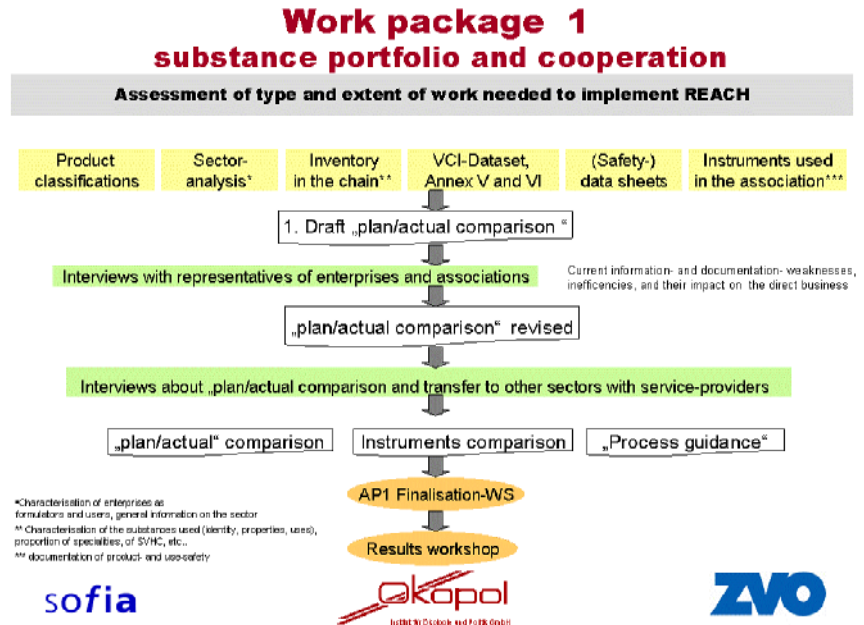 Work package 1
substance portfolio and cooperation
Assessment of type and extent of work needed to implement REACH
Product
classifications
Sector-
analysis*
Inventory
in the chain**
VCI-Dataset,
Annex V and VI
(Safety-)
data sheets
Instruments used
in the association***
1. Draft „plan/actual comparison “
Interviews with representatives of enterprises and associations
Current information- and documentation- weaknesses,
inefficencies, and their impact on the direct business
„plan/actual comparison“ revised
Interviews about „plan/actual comparison and transfer to other sectors with service-providers
„plan/actual“ comparison
Instruments comparison
„Process guidance“
AP1 Finalisation-WS
Results workshop
*Characterisation of enterprises as
formulators and users, general information on the sector
** Characterisation of the substances used (identity, properties, uses),
proportion of specialities, of SVHC, etc..
*** documentation of product- and use-safety
sofia
Ökopol
Institut für Ökologie und Politik GmbH
ZVO